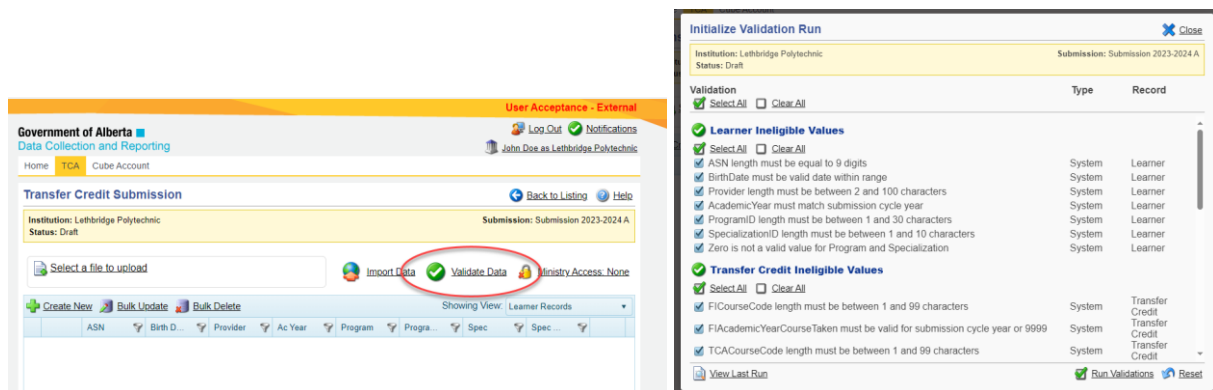 User Acceptance - External
Government of Alberta
Log Out Notifications
Data Collection and Reporting
John Doe as Lethbridge Polytechnic
Home TCA Cube Account
Transfer Credit Submission Back to Listing Help
Institution: Lethbridge Polytechnic Submission: Submission 2023-2024 A
Status: Draft
Select a file to upload Import Data Validate Data Ministry Access: None
Create New Bulk Update Bulk Delete Showing View: Learner Records
ASN Birth D... Provider Ac Year Program Progra... Spec Spec ...
Initialize Validation Run Close
Institution: Lethbridge Polytechnic Submission: Submission 2023-2024 A
Status: Draft
Validation Type Record
Select All Clear All
Learner Ineligible Values
Select All Clear All
ASN length must be equal to 9 digits System Learner
BirthDate must be valid date within range System Learner
Provider length must be between 2 and 100 characters System Learner
AcademicYear must match submission cycle year System Learner
ProgramID length must be between 1 and 30 characters System Learner
SpecializationID length must be between 1 and 10 characters System Learner
Zero is not a valid value for Program and Specialization System Learner
Transfer Credit Ineligible Values
Select All Clear All
FICourseCode length must be between 1 and 99 characters System Transfer Credit
FIAcademicYearCourseTaken must be valid for submission cycle year or 9999 System Transfer Credit
TCACourseCode length must be between 1 and 99 characters System Transfer Credit
View Last Run Run Validations Reset